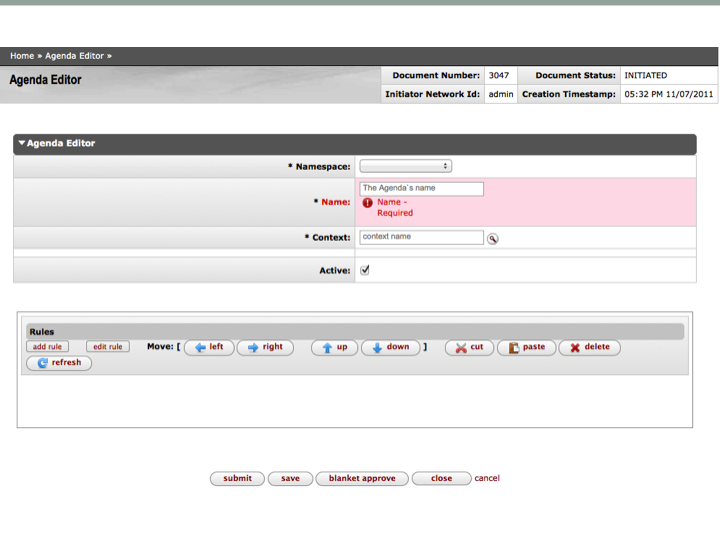 Home » Agenda Editor »
Agenda Editor
Document Number: 3047 Document Status: INITIATED
Initiator Network Id: admin Creation Timestamp: 05:32 PM 11/07/2011
Agenda Editor
* Namespace:
The Agenda's name
* Name: Name -
Required
* Context: context name
Active:
Rules
add rule edit rule Move: [ left right up down ] cut paste delete
refresh
submit save blanket approve close cancel